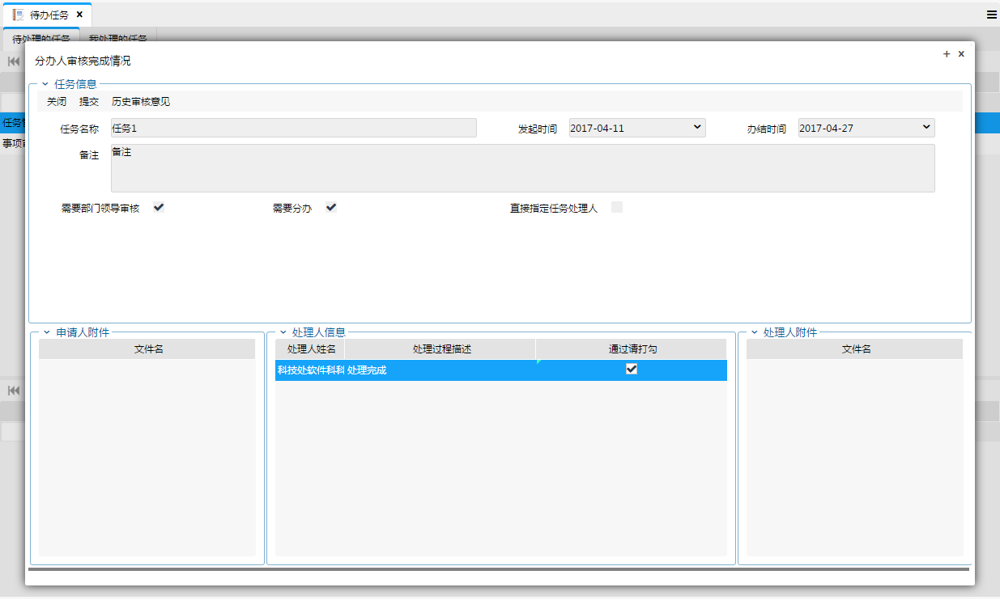 待办任务
待处理的任务 我处理的任务
分办人审核完成情况
任务信息
关闭 提交 历史审核意见
任务名称 任务1 发起时间 2017-04-11 办结时间 2017-04-27
备注 备注
需要部门领导审核 需要分办 直接指定任务处理人
任务
事项
申请人附件 处理人信息 处理人附件
文件名 处理人姓名 处理过程描述 通过请打勾 文件名
科技处软件科科 处理完成